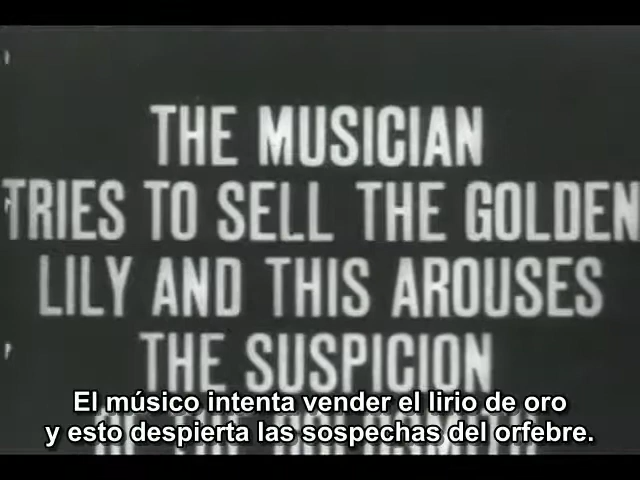 THE MUSICIAN
TRIES TO SELL THE GOLDEN
LILY AND THIS AROUSES
THE SUSPICION
El músico intenta vender el lirio de oro
y esto despierta las sospechas del orfebre.